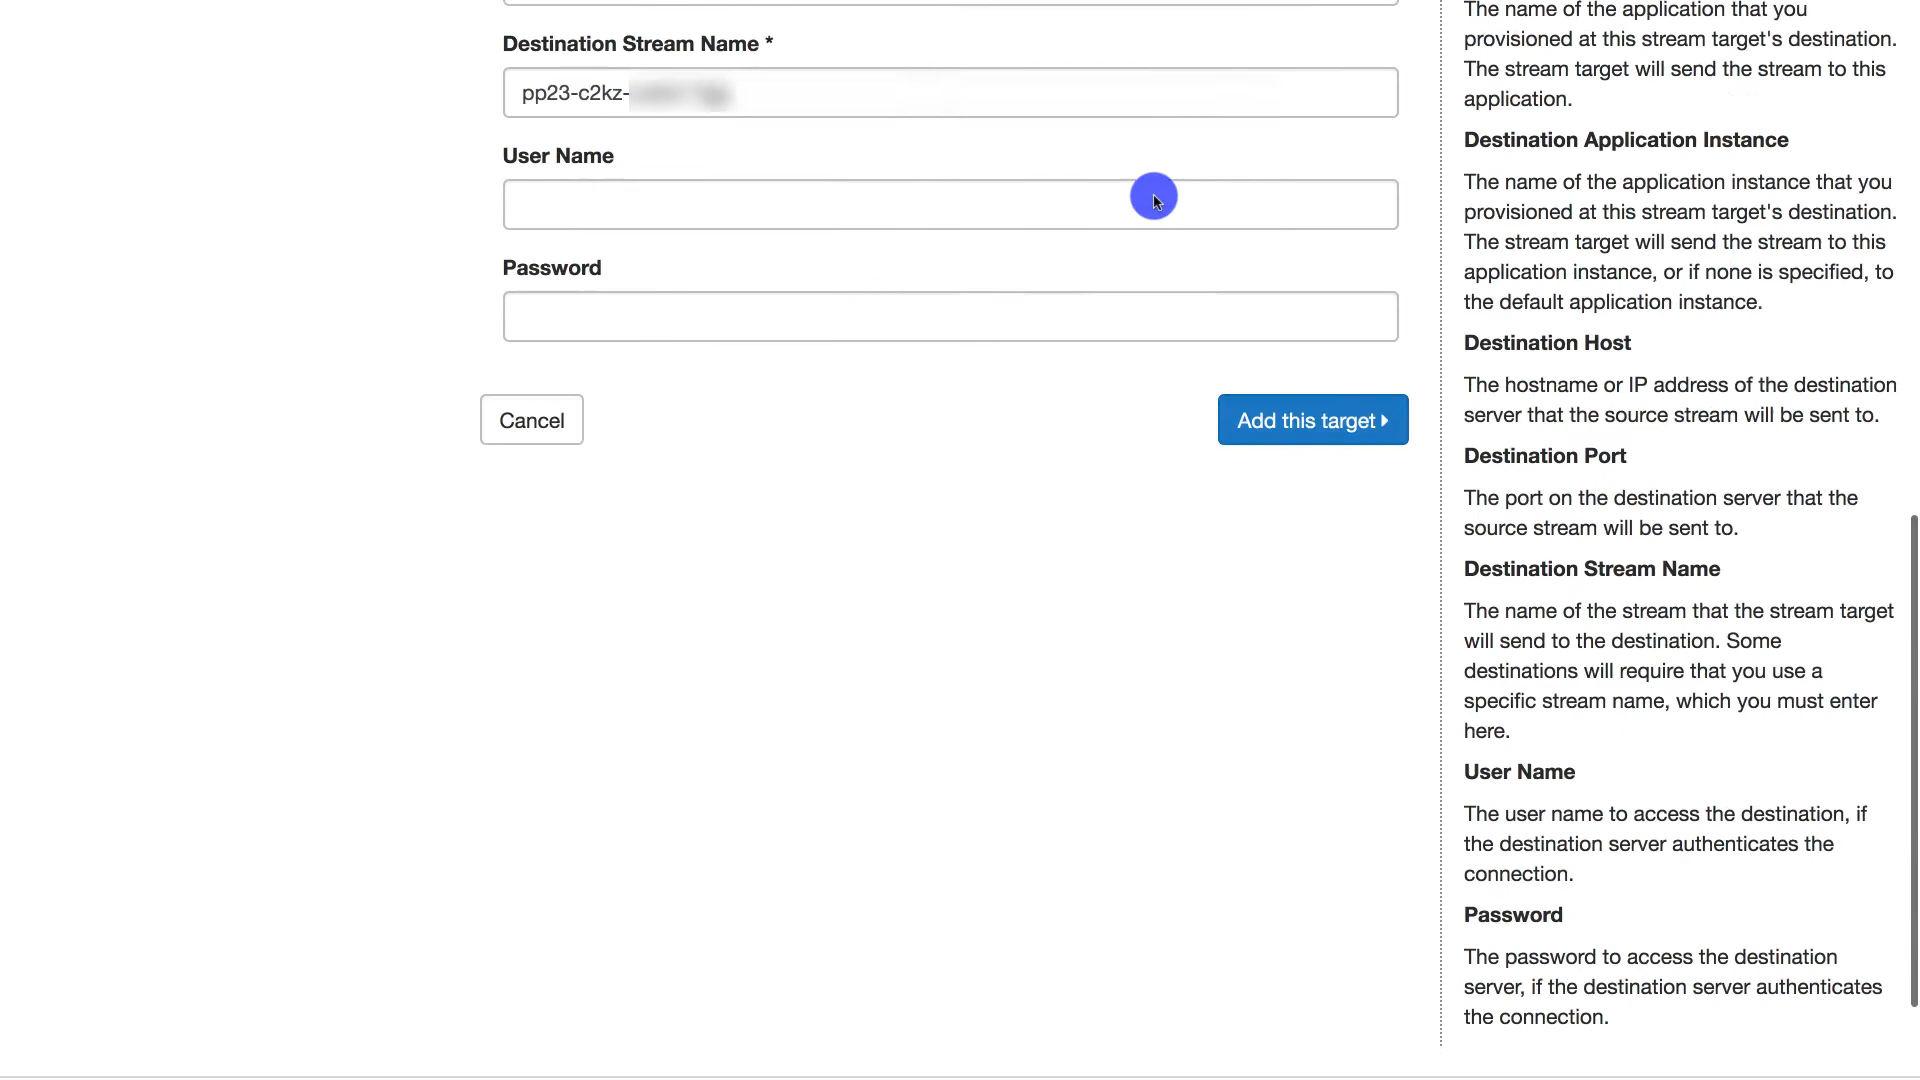 Destination Stream Name *
pp23-c2kz-
User Name
Password
Cancel
Add this target
The name of the application that you
provisioned at this stream target's destination.
The stream target will send the stream to this
application.
Destination Application Instance
The name of the application instance that you
provisioned at this stream target's destination.
The stream target will send the stream to this
application instance, or if none is specified, to
the default application instance.
Destination Host
The hostname or IP address of the destination
server that the source stream will be sent to.
Destination Port
The port on the destination server that the
source stream will be sent to.
Destination Stream Name
The name of the stream that the stream target
will send to the destination. Some
destinations will require that you use a
specific stream name, which you must enter
here.
User Name
The user name to access the destination, if
the destination server authenticates the
connection.
Password
The password to access the destination
server, if the destination server authenticates
the connection.